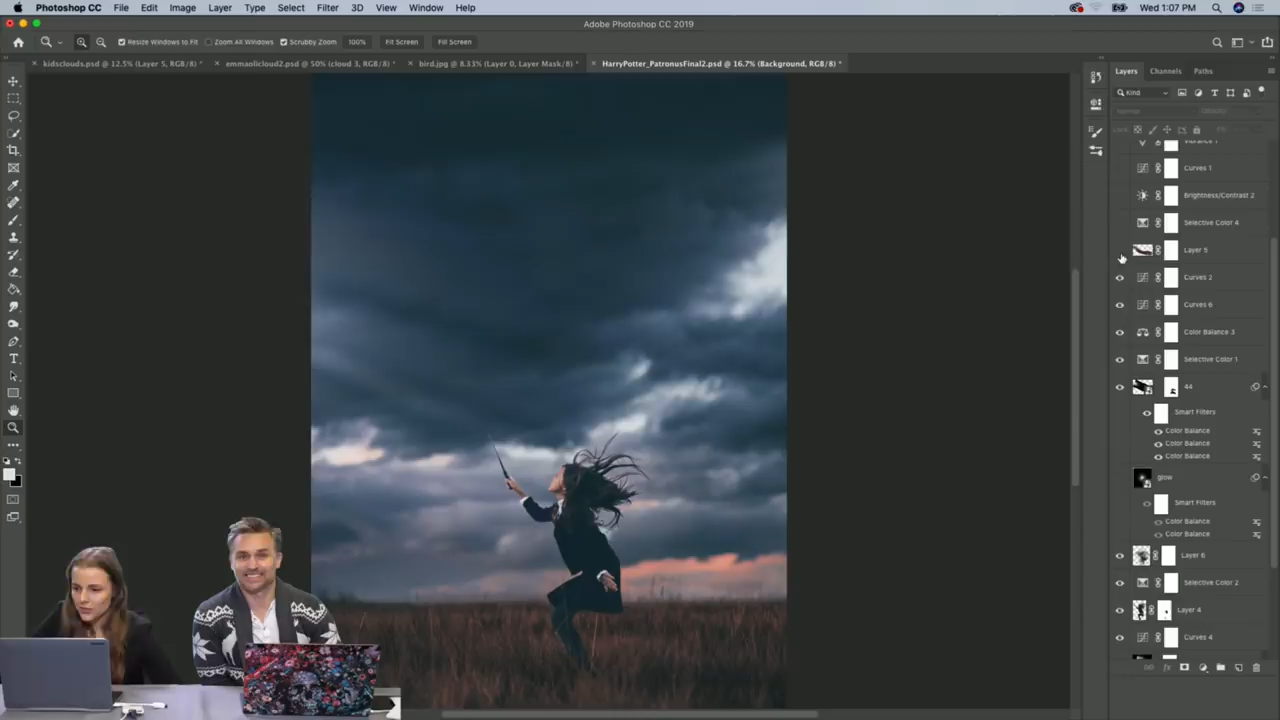 Photoshop CC File Edit Image Layer Type Select Filter 3D View Window Help Wed 1:07 PM
Adobe Photoshop CC 2019
Resize Windows to Fit Zoom All Windows Scrubby Zoom 100% Fit Screen Fill Screen
kidsclouds.psd @ 12.5% (Layer 5, RGB/8) * emmaolicloud2.psd @ 50% (cloud 3, RGB/8) * bird.jpg @ 8.33% (Layer 0, Layer Mask/8) * HarryPotter_PatronusFinal2.psd @ 16.7% (Background, RGB/8) *
Layers Channels Paths
Kind
Normal Opacity:
Lock: Fill:
Vibrance 1
Curves 1
Brightness/Contrast 2
Selective Color 4
Layer 5
Curves 2
Curves 6
Color Balance 3
Selective Color 1
44
Smart Filters
Color Balance
Color Balance
Color Balance
glow
Smart Filters
Color Balance
Color Balance
Layer 6
Selective Color 2
Layer 4
Curves 4